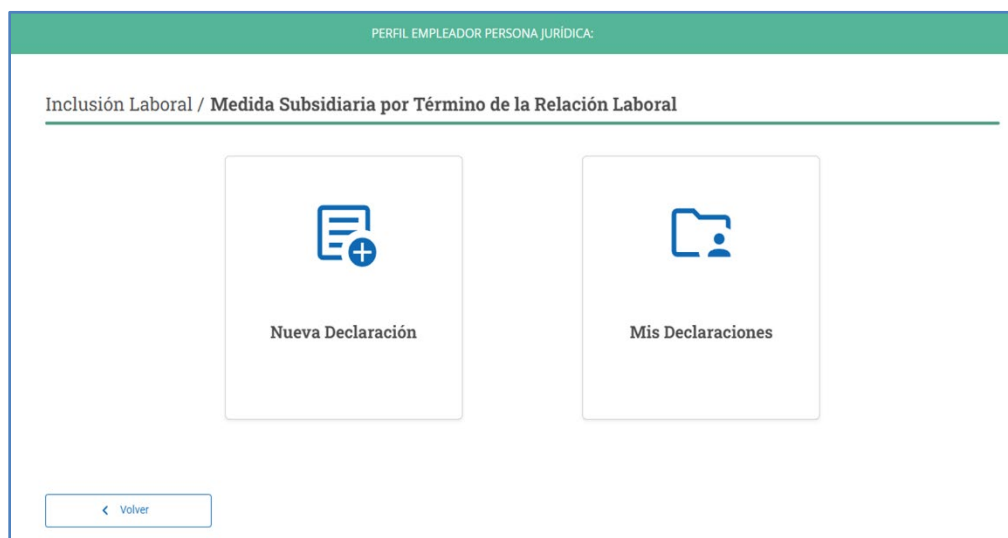 PERFIL EMPLEADOR PERSONA JURÍDICA:
Inclusión Laboral / Medida Subsidiaria por Término de la Relación Laboral
Nueva Declaración
Mis Declaraciones
Volver